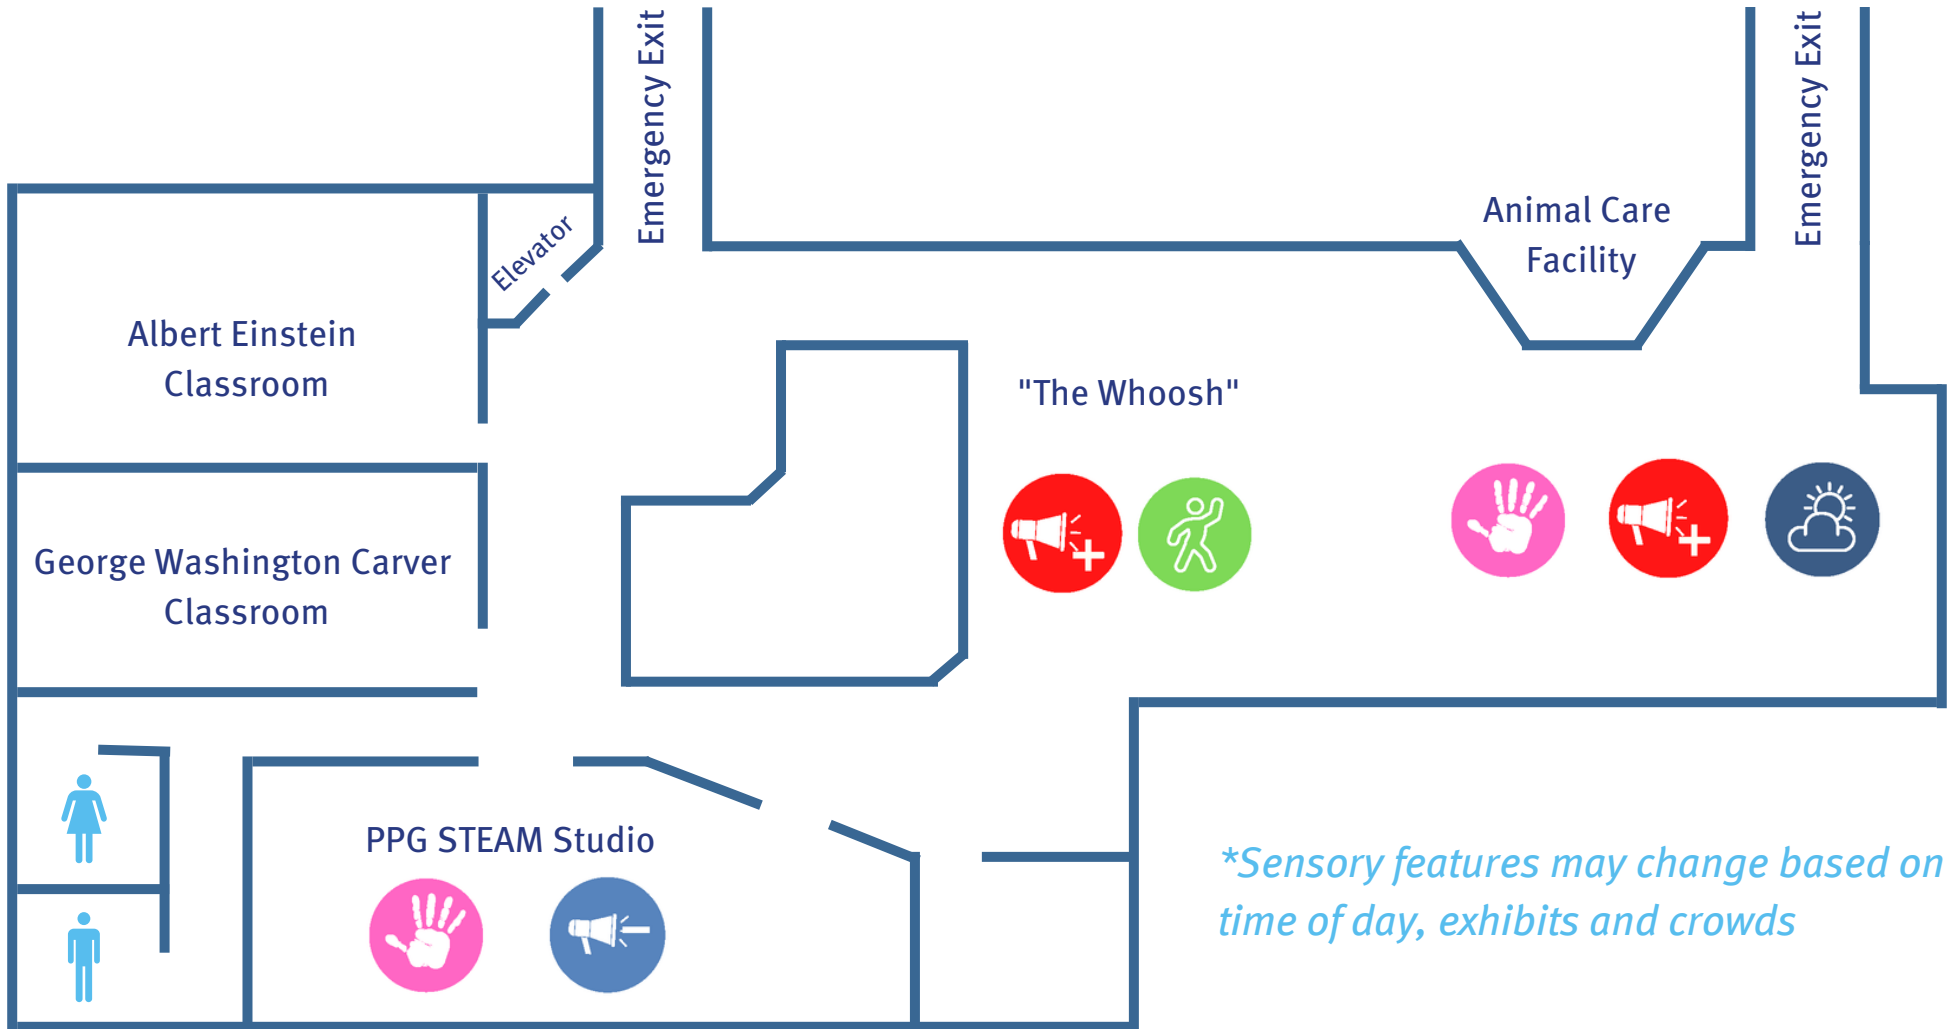 Emergency Exit
Emergency Exit
Animal Care
Facility
Elevator
Albert Einstein
Classroom
"The Whoosh"
George Washington Carver
Classroom
PPG STEAM Studio
*Sensory features may change based on
time of day, exhibits and crowds